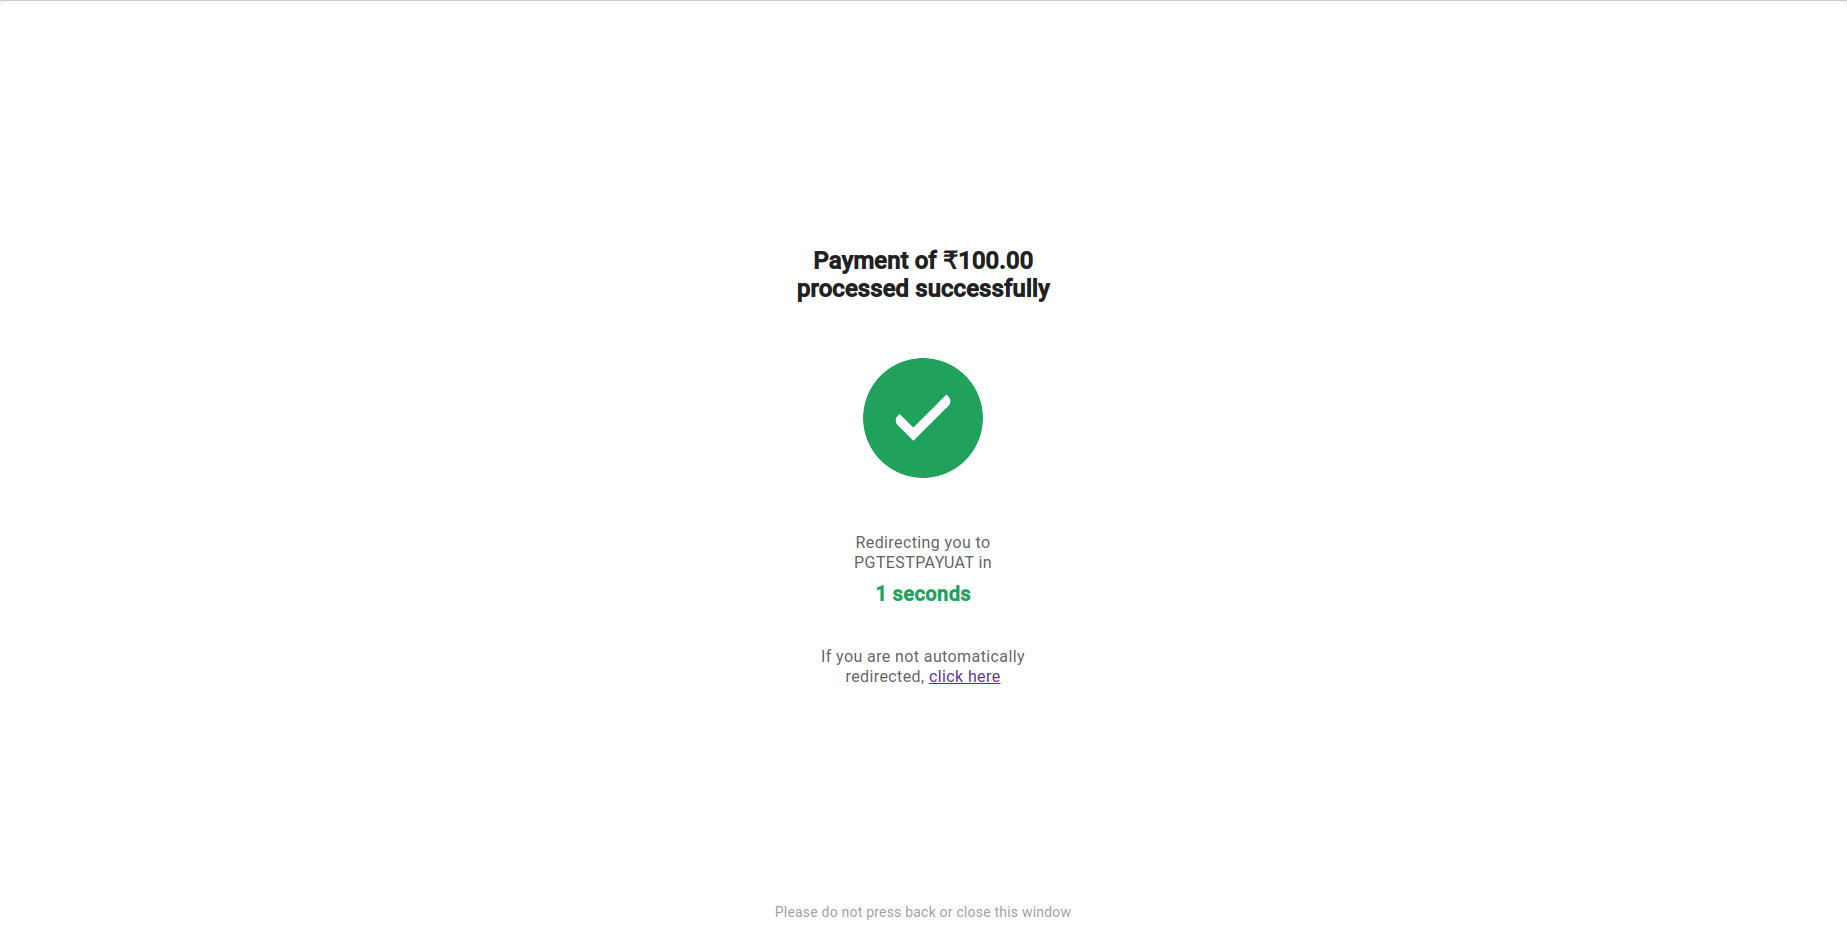 Payment of ₹100.00
processed successfully
Redirecting you to
PGTESTPAYUAT in
1 seconds
If you are not automatically
redirected, click here
Please do not press back or close this window